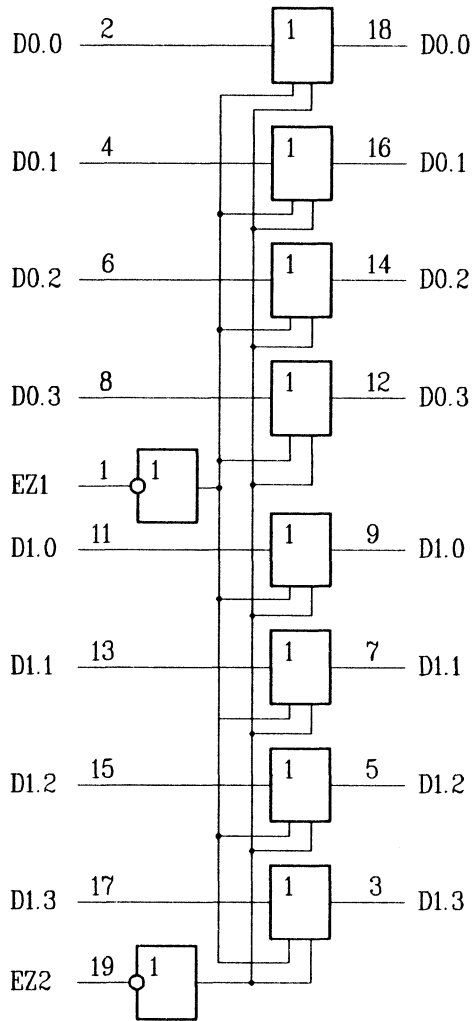 D0.0 2 1 18 D0.0
D0.1 4 1 16 D0.1
D0.2 6 1 14 D0.2
D0.3 8 1 12 D0.3
EZ1 1 1
D1.0 11 1 9 D1.0
D1.1 13 1 7 D1.1
D1.2 15 1 5 D1.2
D1.3 17 1 3 D1.3
EZ2 19 1